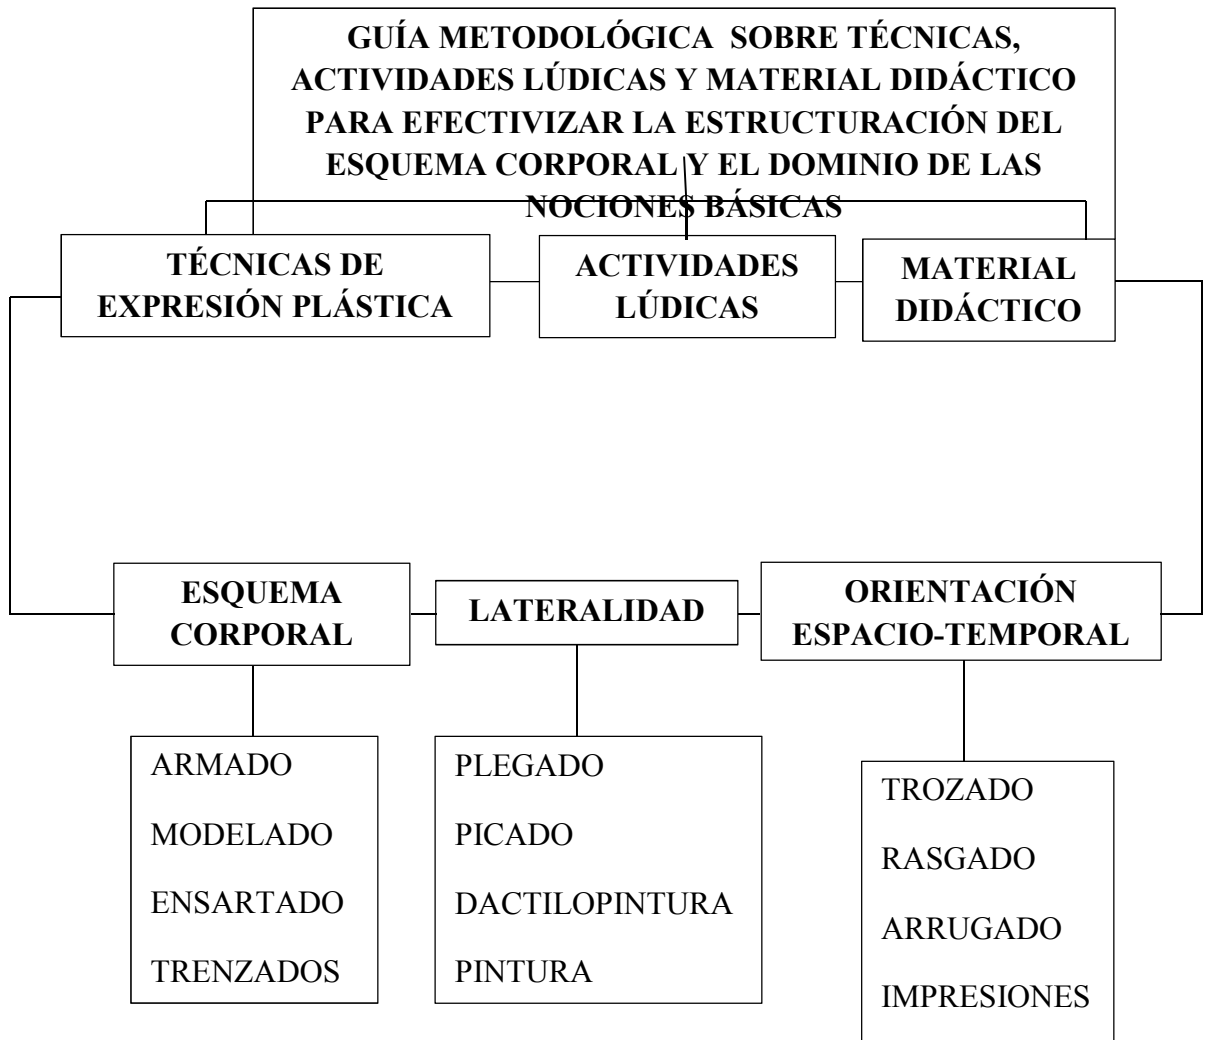 GUÍA METODOLÓGICA SOBRE TÉCNICAS,
ACTIVIDADES LÚDICAS Y MATERIAL DIDÁCTICO
PARA EFECTIVIZAR LA ESTRUCTURACIÓN DEL
ESQUEMA CORPORAL Y EL DOMINIO DE LAS
NOCIONES BÁSICAS
TÉCNICAS DE
EXPRESIÓN PLÁSTICA
ACTIVIDADES
LÚDICAS
MATERIAL
DIDÁCTICO
ESQUEMA
CORPORAL
LATERALIDAD
ORIENTACIÓN
ESPACIO-TEMPORAL
ARMADO
MODELADO
ENSARTADO
TRENZADOS
PLEGADO
PICADO
DACTILOPINTURA
PINTURA
TROZADO
RASGADO
ARRUGADO
IMPRESIONES